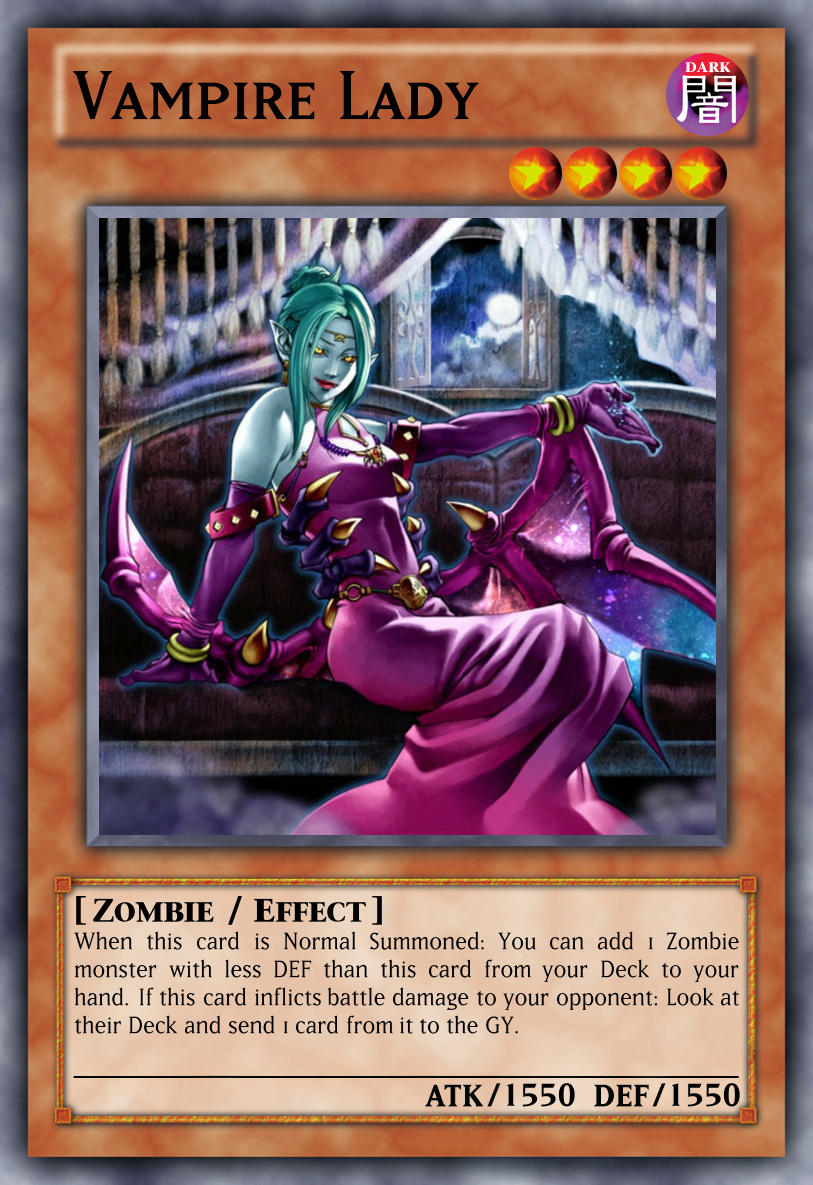 Vampire Lady
DARK
闇
[ Zombie / Effect ]
When this card is Normal Summoned: You can add 1 Zombie
monster with less DEF than this card from your Deck to your
hand. If this card inflicts battle damage to your opponent: Look at
their Deck and send 1 card from it to the GY.
ATK/1550 DEF/1550